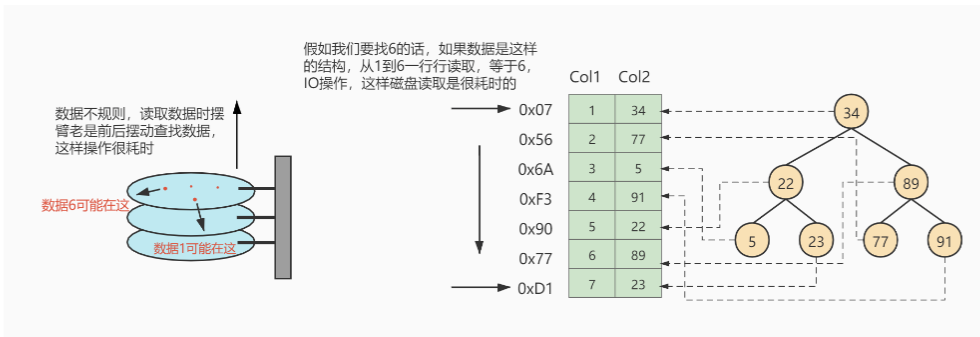 假如我们要找6的话，如果数据是这样
的结构，从1到6一行行读取，等于6，
IO操作，这样磁盘读取是很耗时的
数据不规则，读取数据时摆
臂老是前后摆动查找数据，
这样操作很耗时
数据6可能在这
数据1可能在这
Col1 Col2
0x07 1 34
0x56 2 77
0x6A 3 5
0xF3 4 91
0x90 5 22
0x77 6 89
0xD1 7 23
34
22 89
5 23 77 91